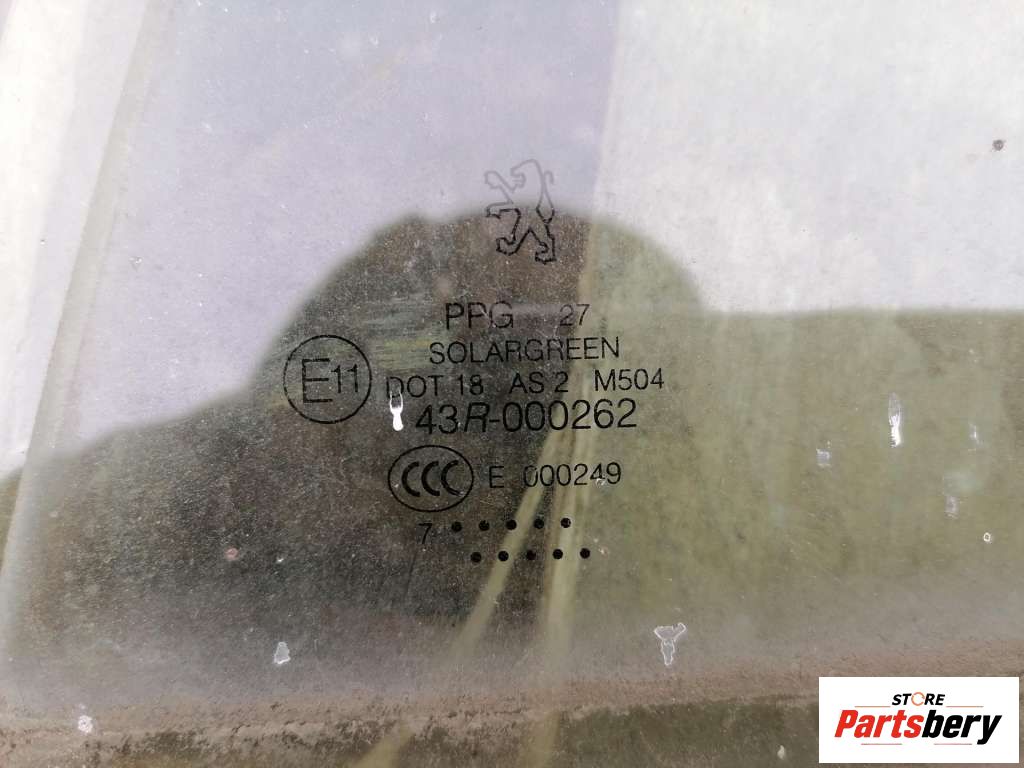 PPG 27
SOLARGREEN
E11
DOT 18 AS 2 M504
43R-000262
CCC E 000249
7
STORE
Partsbery